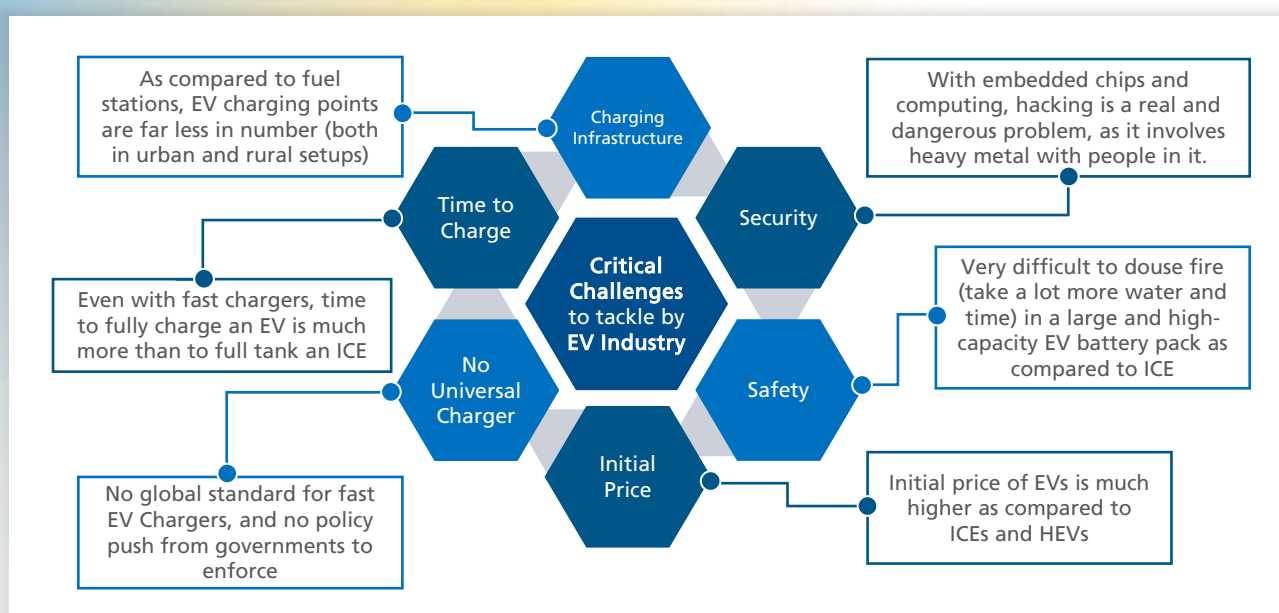 As compared to fuel
stations, EV charging points
are far less in number (both
in urban and rural setups)
Charging
Infrastructure
With embedded chips and
computing, hacking is a real and
dangerous problem, as it involves
heavy metal with people in it.
Time to
Charge
Security
Critical
Challenges
to tackle by
EV Industry
Even with fast chargers, time
to fully charge an EV is much
more than to full tank an ICE
Very difficult to douse fire
(take a lot more water and
time) in a large and high-
capacity EV battery pack as
compared to ICE
No
Universal
Charger
Safety
Initial
Price
No global standard for fast
EV Chargers, and no policy
push from governments to
enforce
Initial price of EVs is much
higher as compared to
ICEs and HEVs